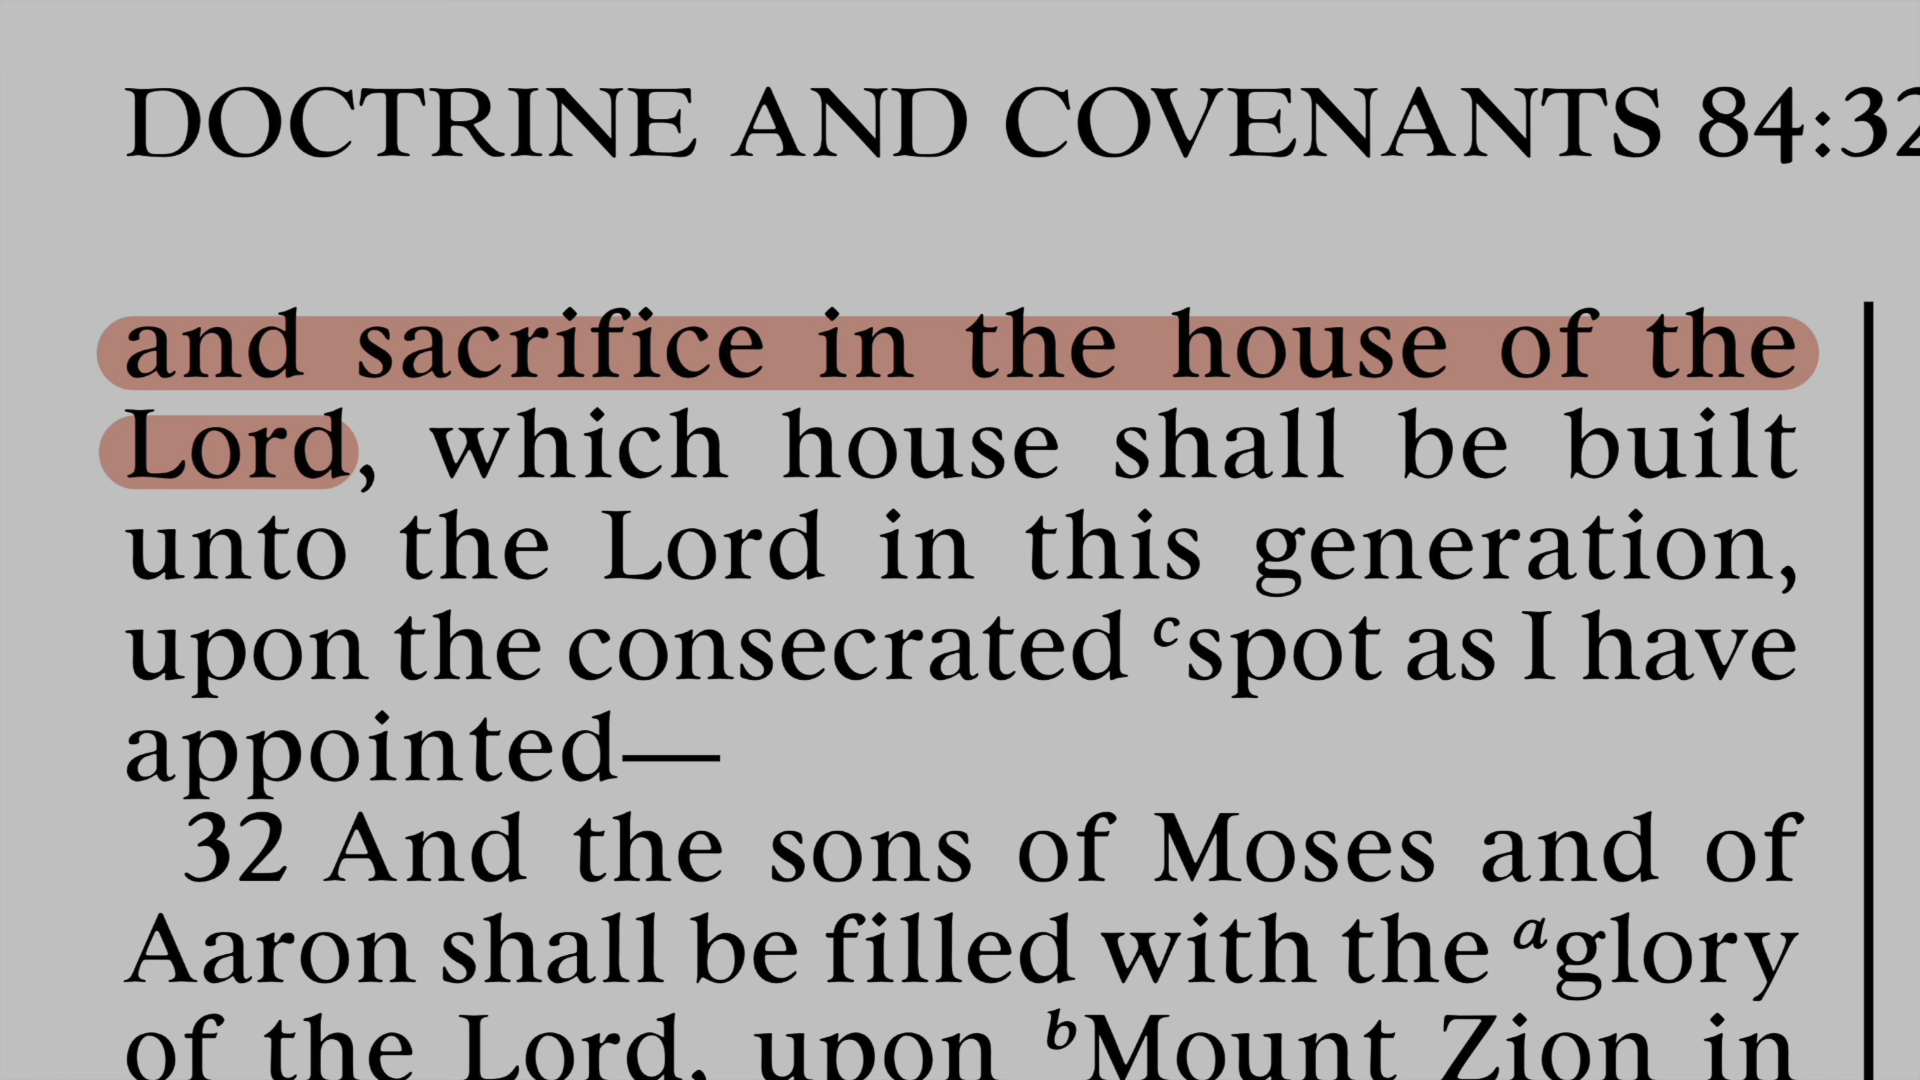 DOCTRINE AND COVENANTS 84:32
and sacrifice in the house of the
Lord, which house shall be built
unto the Lord in this generation,
upon the consecrated cspot as I have
appointed—
32 And the sons of Moses and of
Aaron shall be filled with the aglory
of the Lord, upon bMount Zion in